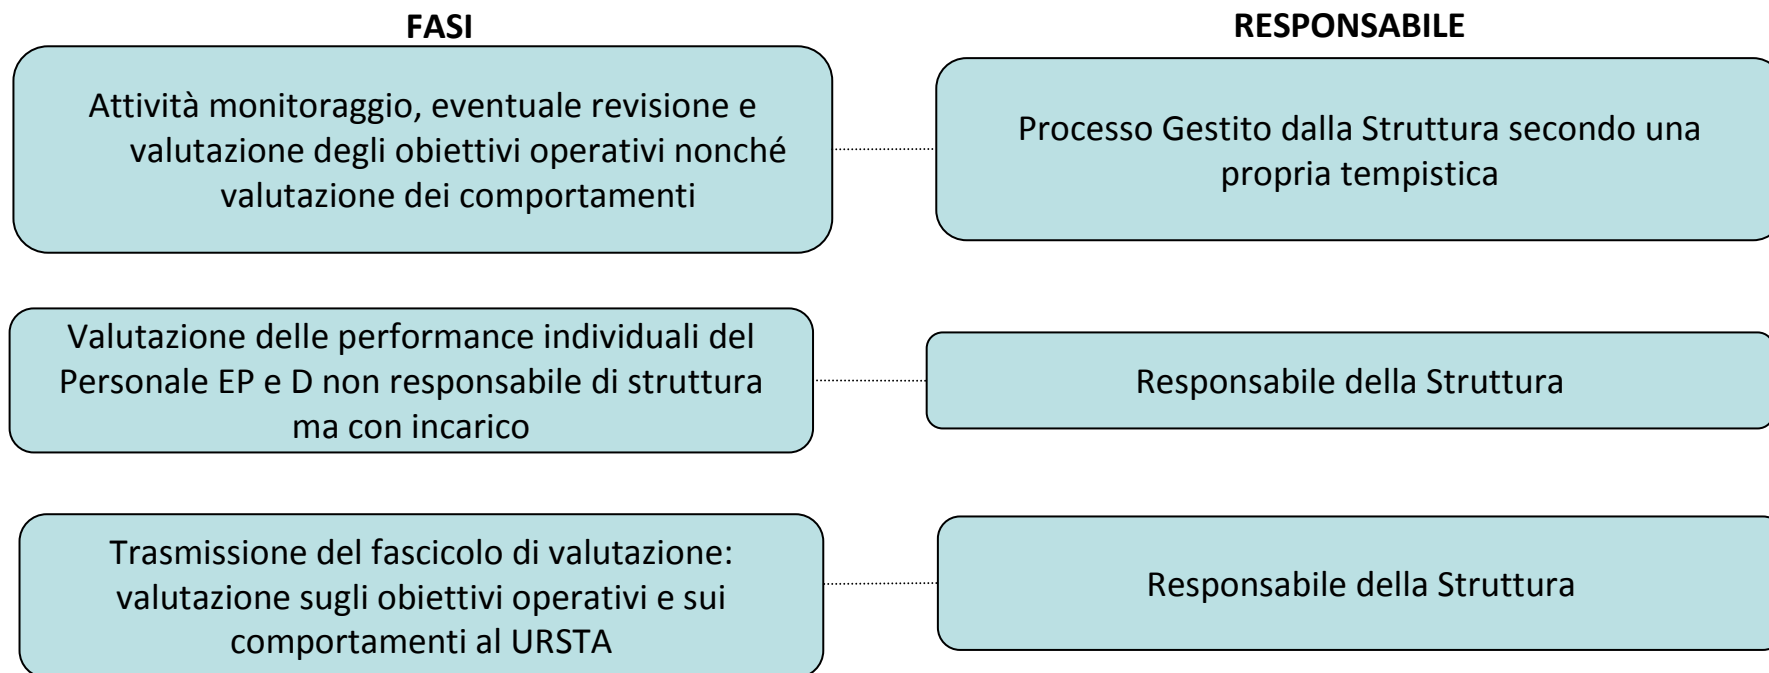 FASI
RESPONSABILE
Attività monitoraggio, eventuale revisione e
valutazione degli obiettivi operativi nonché
valutazione dei comportamenti
Processo Gestito dalla Struttura secondo una
propria tempistica
Valutazione delle performance individuali del
Personale EP e D non responsabile di struttura
ma con incarico
Responsabile della Struttura
Trasmissione del fascicolo di valutazione:
valutazione sugli obiettivi operativi e sui
comportamenti al URSTA
Responsabile della Struttura